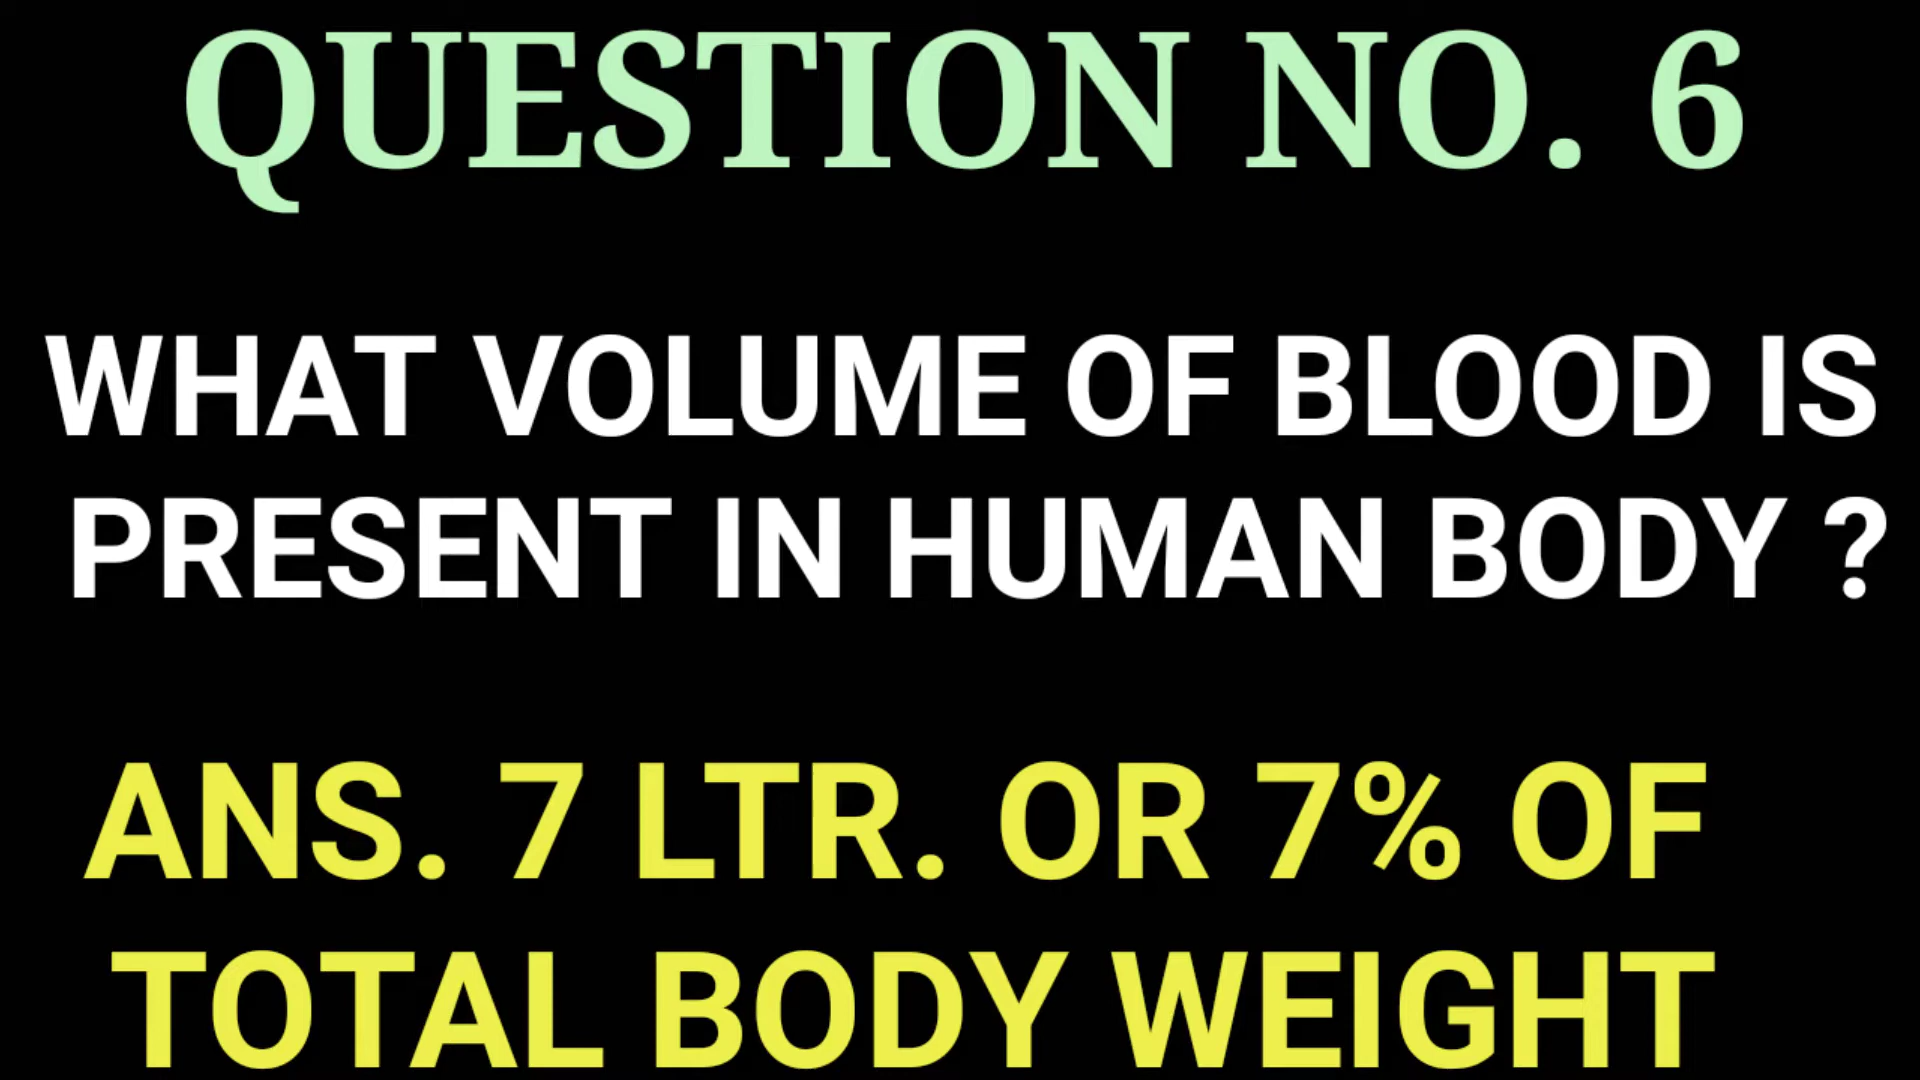 QUESTION NO. 6
WHAT VOLUME OF BLOOD IS
PRESENT IN HUMAN BODY ?
ANS. 7 LTR. OR 7% OF
TOTAL BODY WEIGHT